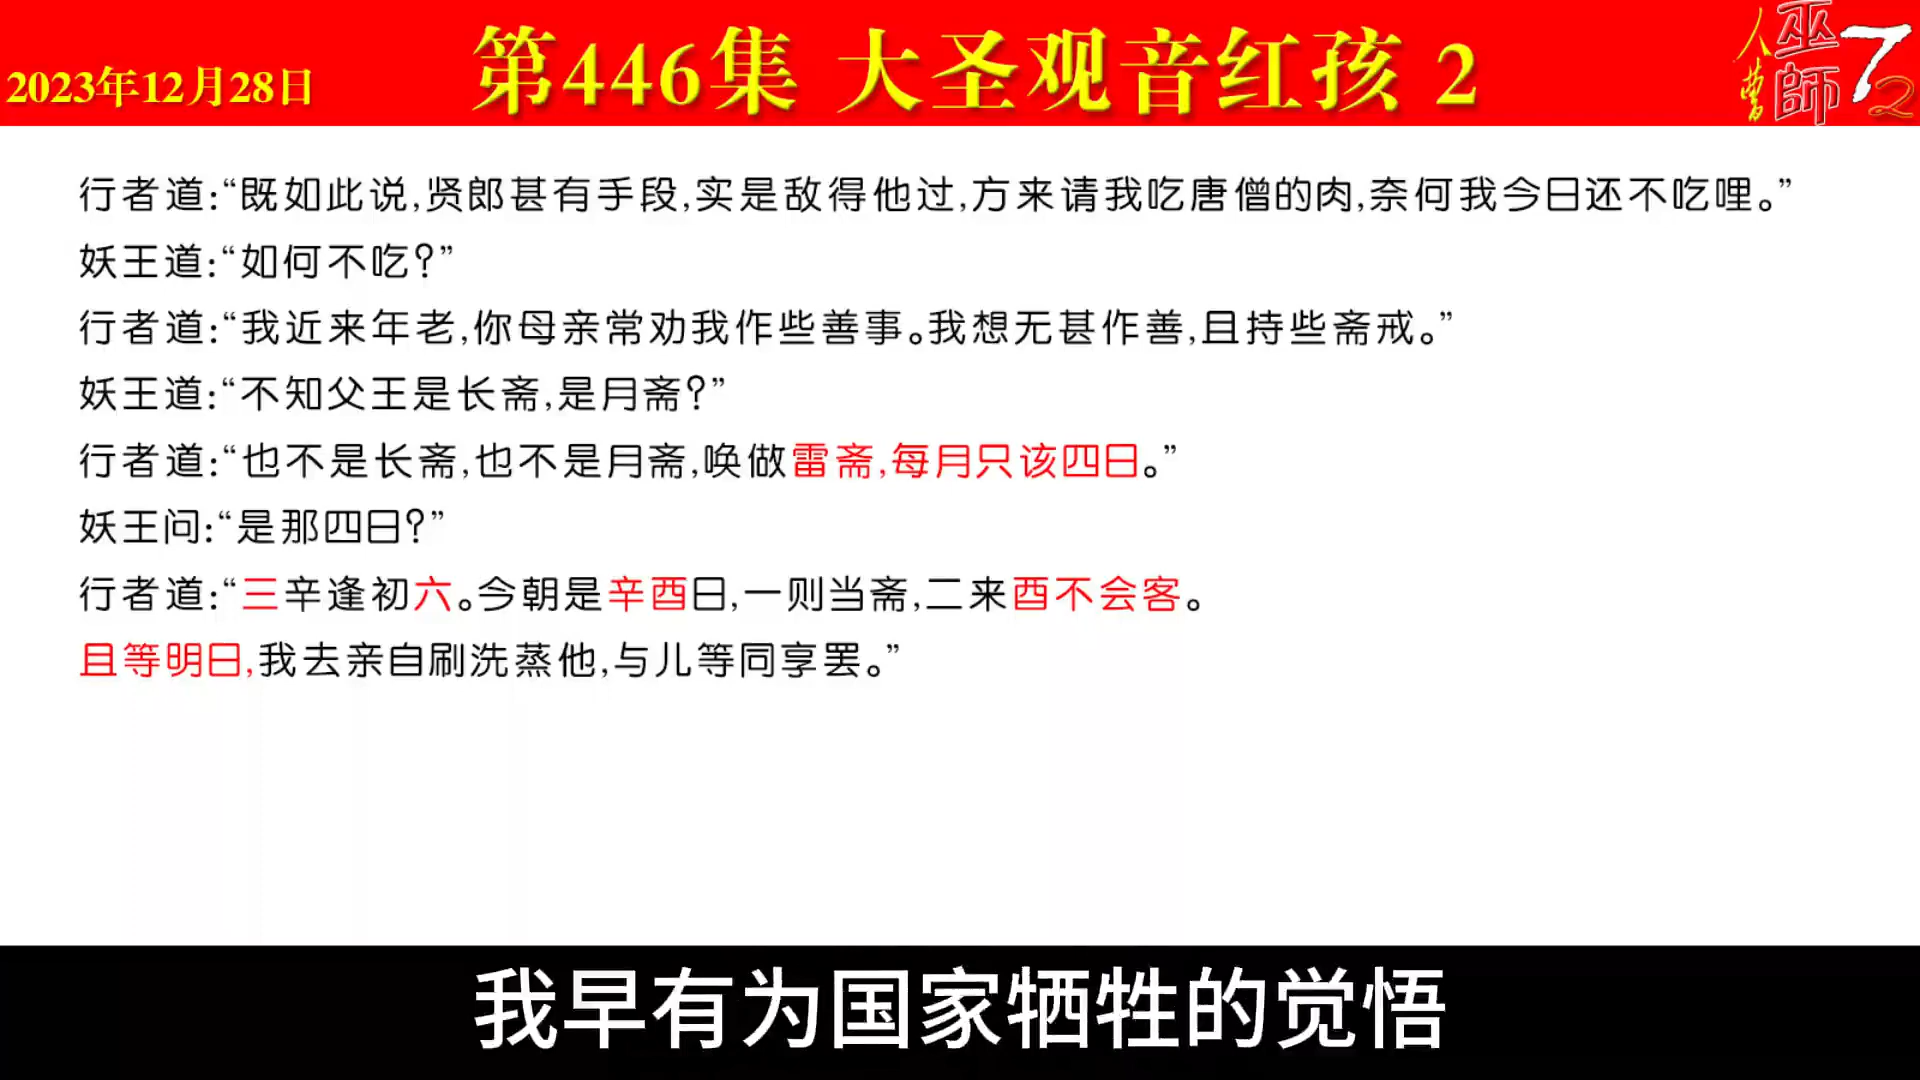 2023年12月28日
第446集 大圣观音红孩 2
人曹
巫師
72
行者道:“既如此说,贤郎甚有手段,实是敌得他过,方来请我吃唐僧的肉,奈何我今日还不吃哩。”
妖王道:“如何不吃?”
行者道:“我近来年老,你母亲常劝我作些善事。我想无甚作善,且持些斋戒。”
妖王道:“不知父王是长斋,是月斋?”
行者道:“也不是长斋,也不是月斋,唤做雷斋,每月只该四日。”
妖王问:“是那四日?”
行者道:“三辛逢初六。今朝是辛酉日,一则当斋,二来酉不会客。
且等明日,我去亲自刷洗蒸他,与儿等同享罢。”
我早有为国家牺牲的觉悟